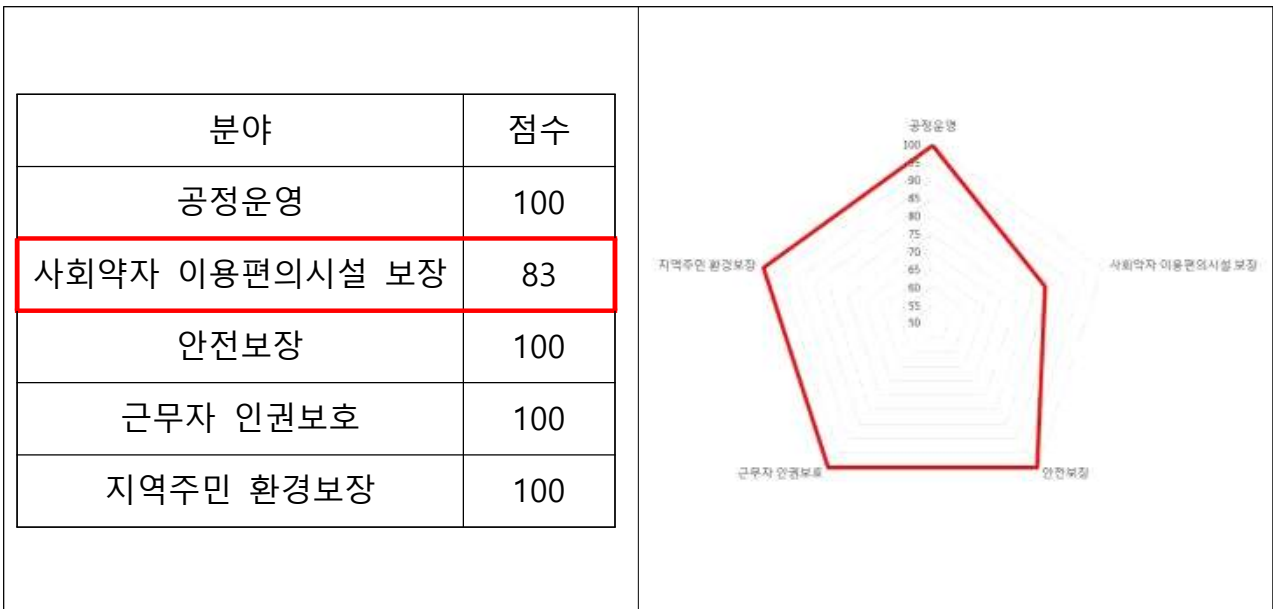 분야 점수
공정운영 100
사회약자 이용편의시설 보장 83
안전보장 100
근무자 인권보호 100
지역주민 환경보장 100
공정운영
100
95
90
85
80
75
70
65
60
55
50
지역주민 환경보장
사회약자 이용편의시설 보장
근무자 인권보호
안전보장